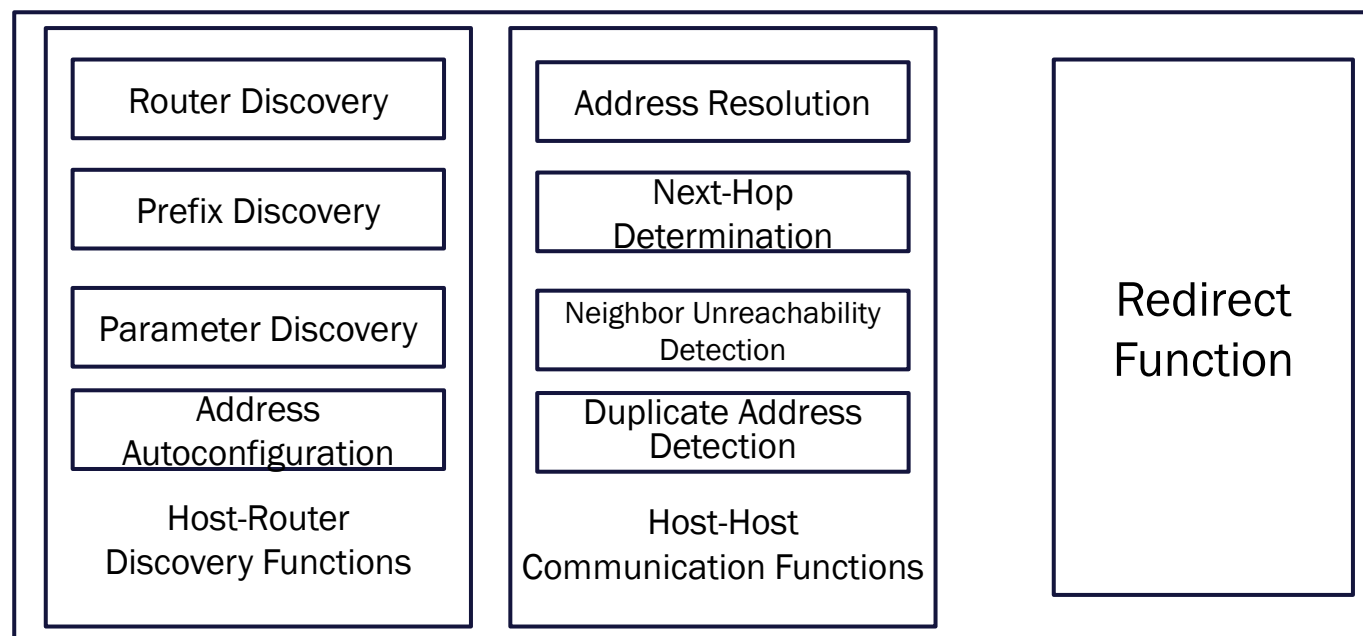 Router Discovery
Prefix Discovery
Parameter Discovery
Address
Autoconfiguration
Host-Router
Discovery Functions
Address Resolution
Next-Hop
Determination
Neighbor Unreachability
Detection
Duplicate Address
Detection
Host-Host
Communication Functions
Redirect
Function